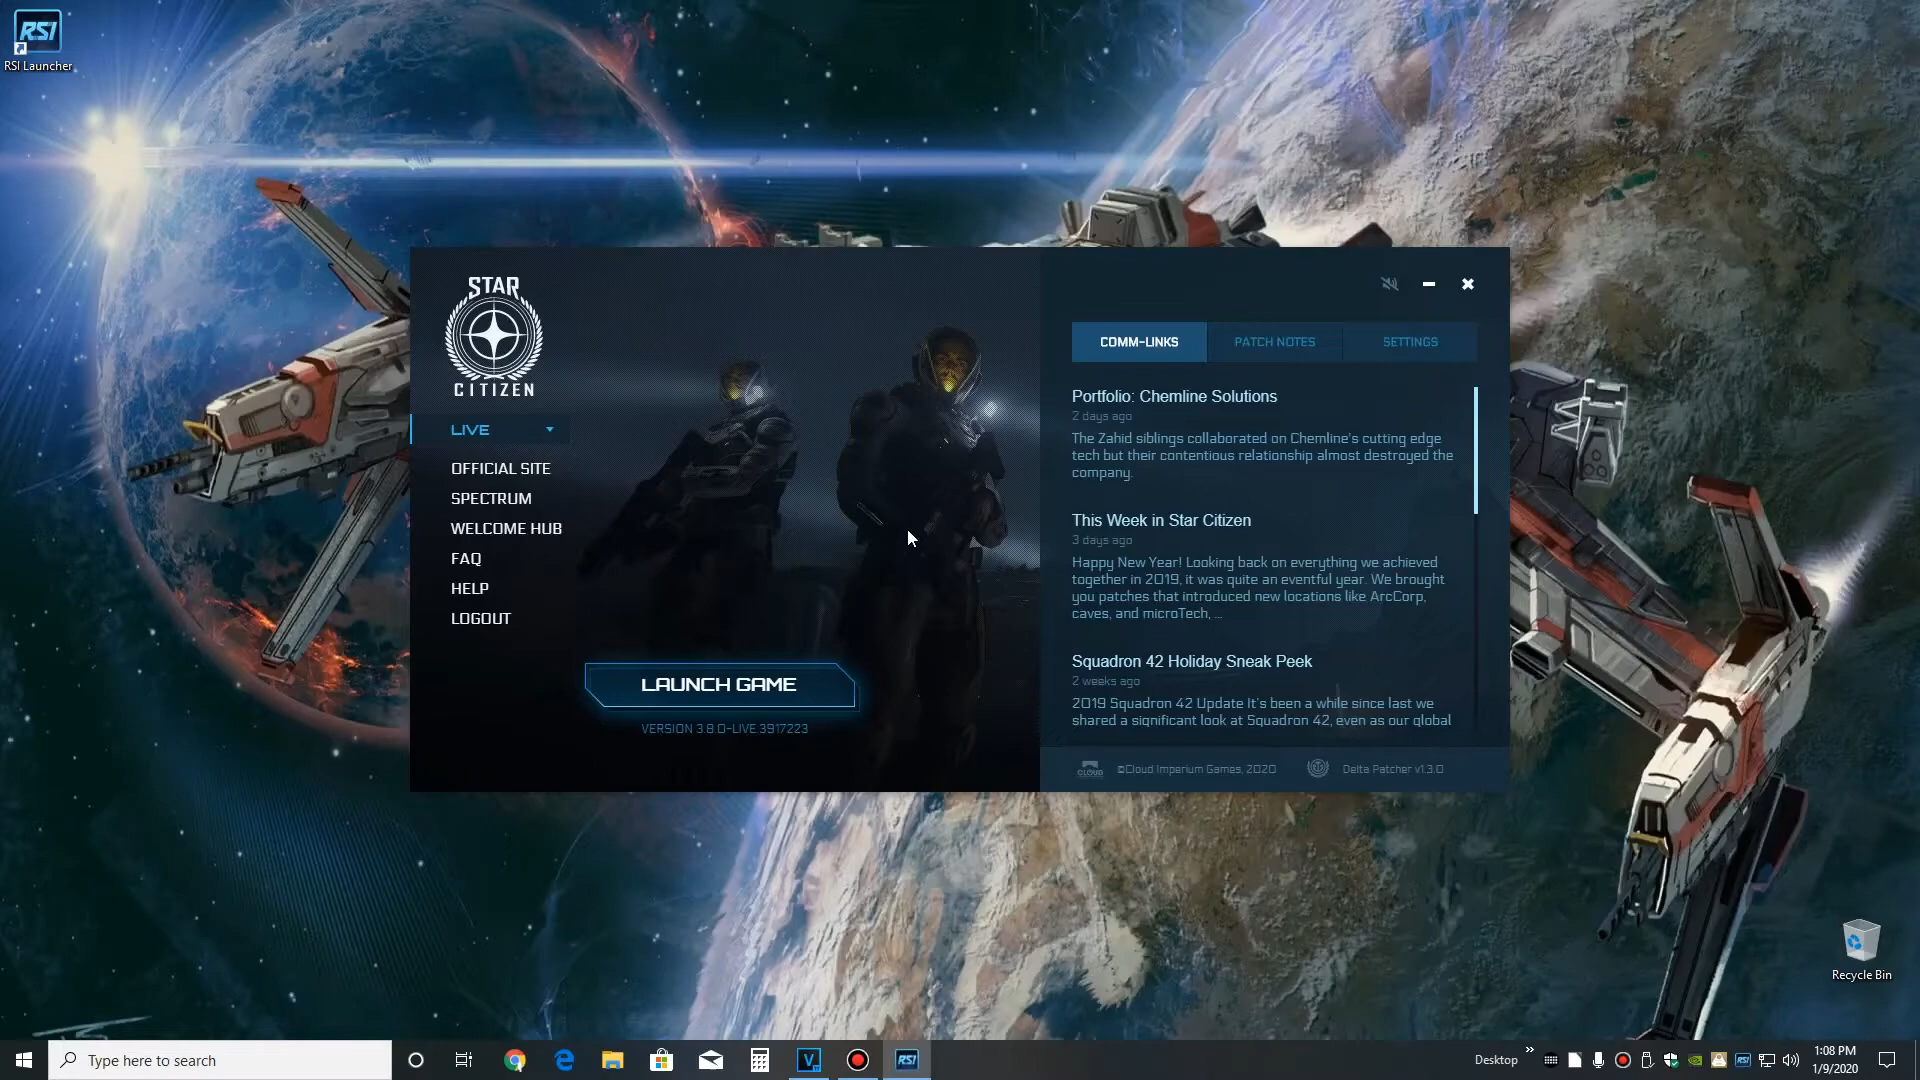 RSI
RSI Launcher
STAR
CITIZEN
LIVE
OFFICIAL SITE
SPECTRUM
WELCOME HUB
FAQ
HELP
LOGOUT
LAUNCH GAME
VERSION 3.8.0-LIVE.3917223
COMM-LINKS
PATCH NOTES
SETTINGS
Portfolio: Chemline Solutions
2 days ago
The Zahid siblings collaborated on Chemline's cutting edge
tech but their contentious relationship almost destroyed the
company.
This Week in Star Citizen
3 days ago
Happy New Year! Looking back on everything we achieved
together in 2019, it was quite an eventful year. We brought
you patches that introduced new locations like ArcCorp,
caves, and microTech, ...
Squadron 42 Holiday Sneak Peek
2 weeks ago
2019 Squadron 42 Update It's been a while since last we
shared a significant look at Squadron 42, even as our global
CLOUD
©Cloud Imperium Games, 2020
Delta Patcher v1.3.0
Recycle Bin
Type here to search
V
RSI
Desktop
RSI
1:08 PM
1/9/2020